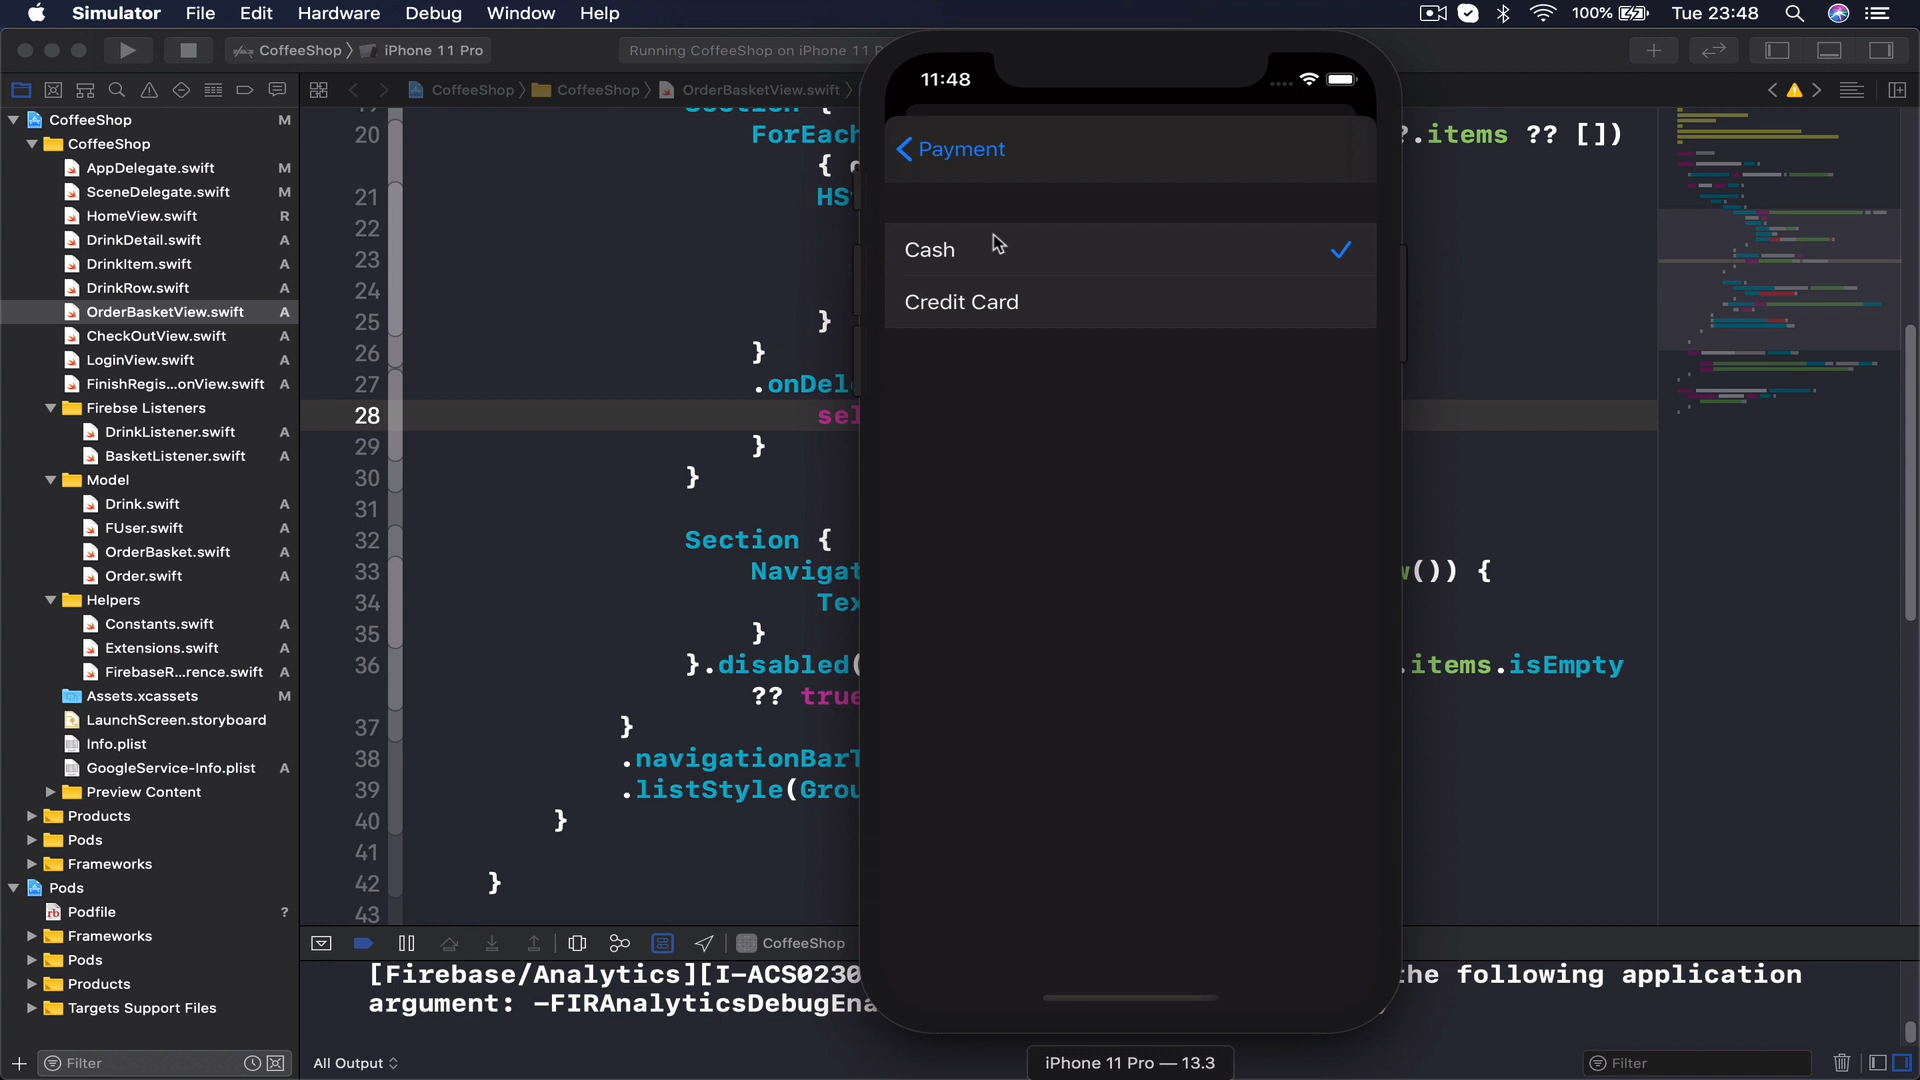 Simulator File Edit Hardware Debug Window Help 100% Tue 23:48
CoffeeShop iPhone 11 Pro Running CoffeeShop on iPhone 11
CoffeeShop CoffeeShop OrderBasketView.swift
CoffeeShop M
CoffeeShop
AppDelegate.swift M
SceneDelegate.swift M
HomeView.swift R
DrinkDetail.swift A
DrinkItem.swift A
DrinkRow.swift A
OrderBasketView.swift A
CheckOutView.swift A
LoginView.swift A
FinishRegis...onView.swift A
Firebse Listeners
DrinkListener.swift A
BasketListener.swift A
Model
Drink.swift A
FUser.swift A
OrderBasket.swift A
Order.swift A
Helpers
Constants.swift A
Extensions.swift A
FirebaseR...rence.swift A
Assets.xcassets M
LaunchScreen.storyboard
Info.plist
GoogleService-Info.plist A
Preview Content
Products
Pods
Frameworks
Pods
Podfile ?
Frameworks
Pods
Products
Targets Support Files
Filter
Section {
20 ForEach ?.items ?? [])
{
21 HS
22
23
24
25 }
26 }
27 .onDel
28 sel
29 }
30 }
31
32 Section {
33 Navigat ()) {
34 Tex
35 }
36 }.disabled( .items.isEmpty
?? true
37 }
38 .navigationBarT
39 .listStyle(Grou
40 }
41
42 }
43
CoffeeShop
[Firebase/Analytics][I-ACS0230 the following application
argument: -FIRAnalyticsDebugEna
All Output
Filter
11:48
Payment
Cash
Credit Card
iPhone 11 Pro — 13.3